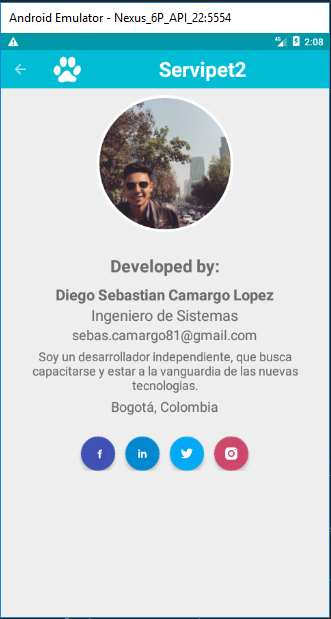 Android Emulator - Nexus_6P_API_22:5554
2:08
Servipet2
Developed by:
Diego Sebastian Camargo Lopez
Ingeniero de Sistemas
sebas.camargo81@gmail.com
Soy un desarrollador independiente, que busca
capacitarse y estar a la vanguardia de las nuevas
tecnologias.
Bogotá, Colombia
f
in